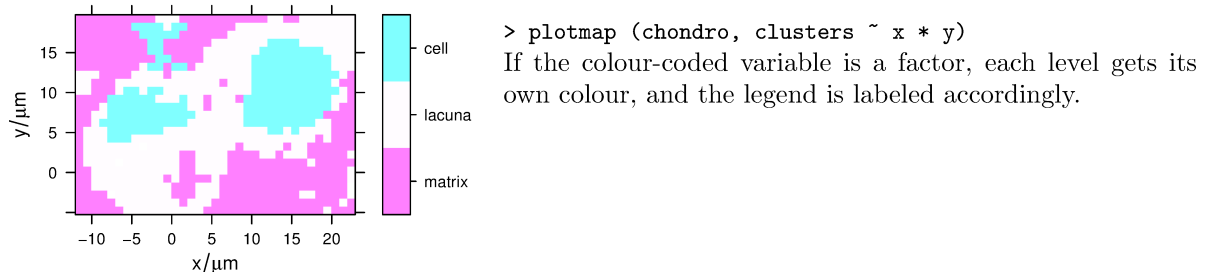 > plotmap (chondro, clusters ~ x * y)
If the colour-coded variable is a factor, each level gets its
own colour, and the legend is labeled accordingly.
15
10
5
0
y/µm
−10 −5 0 5 10 15 20
x/µm
cell
lacuna
matrix